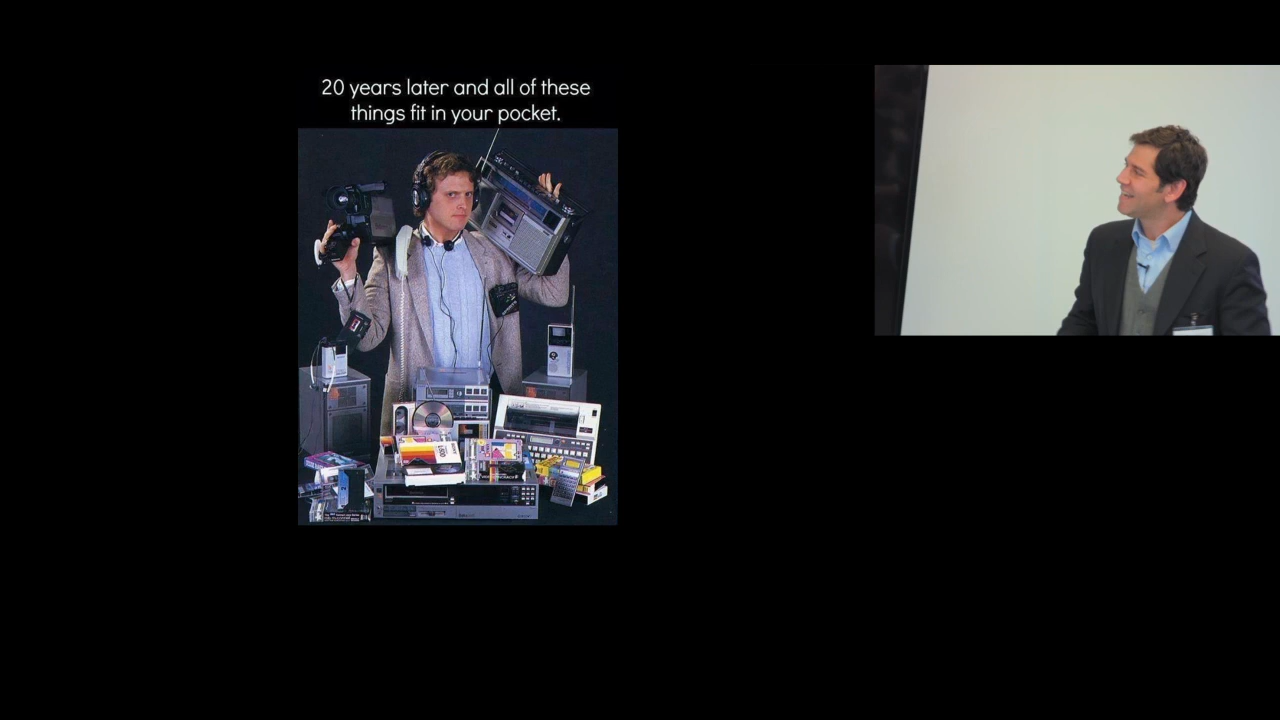 20 years later and all of these
things fit in your pocket.